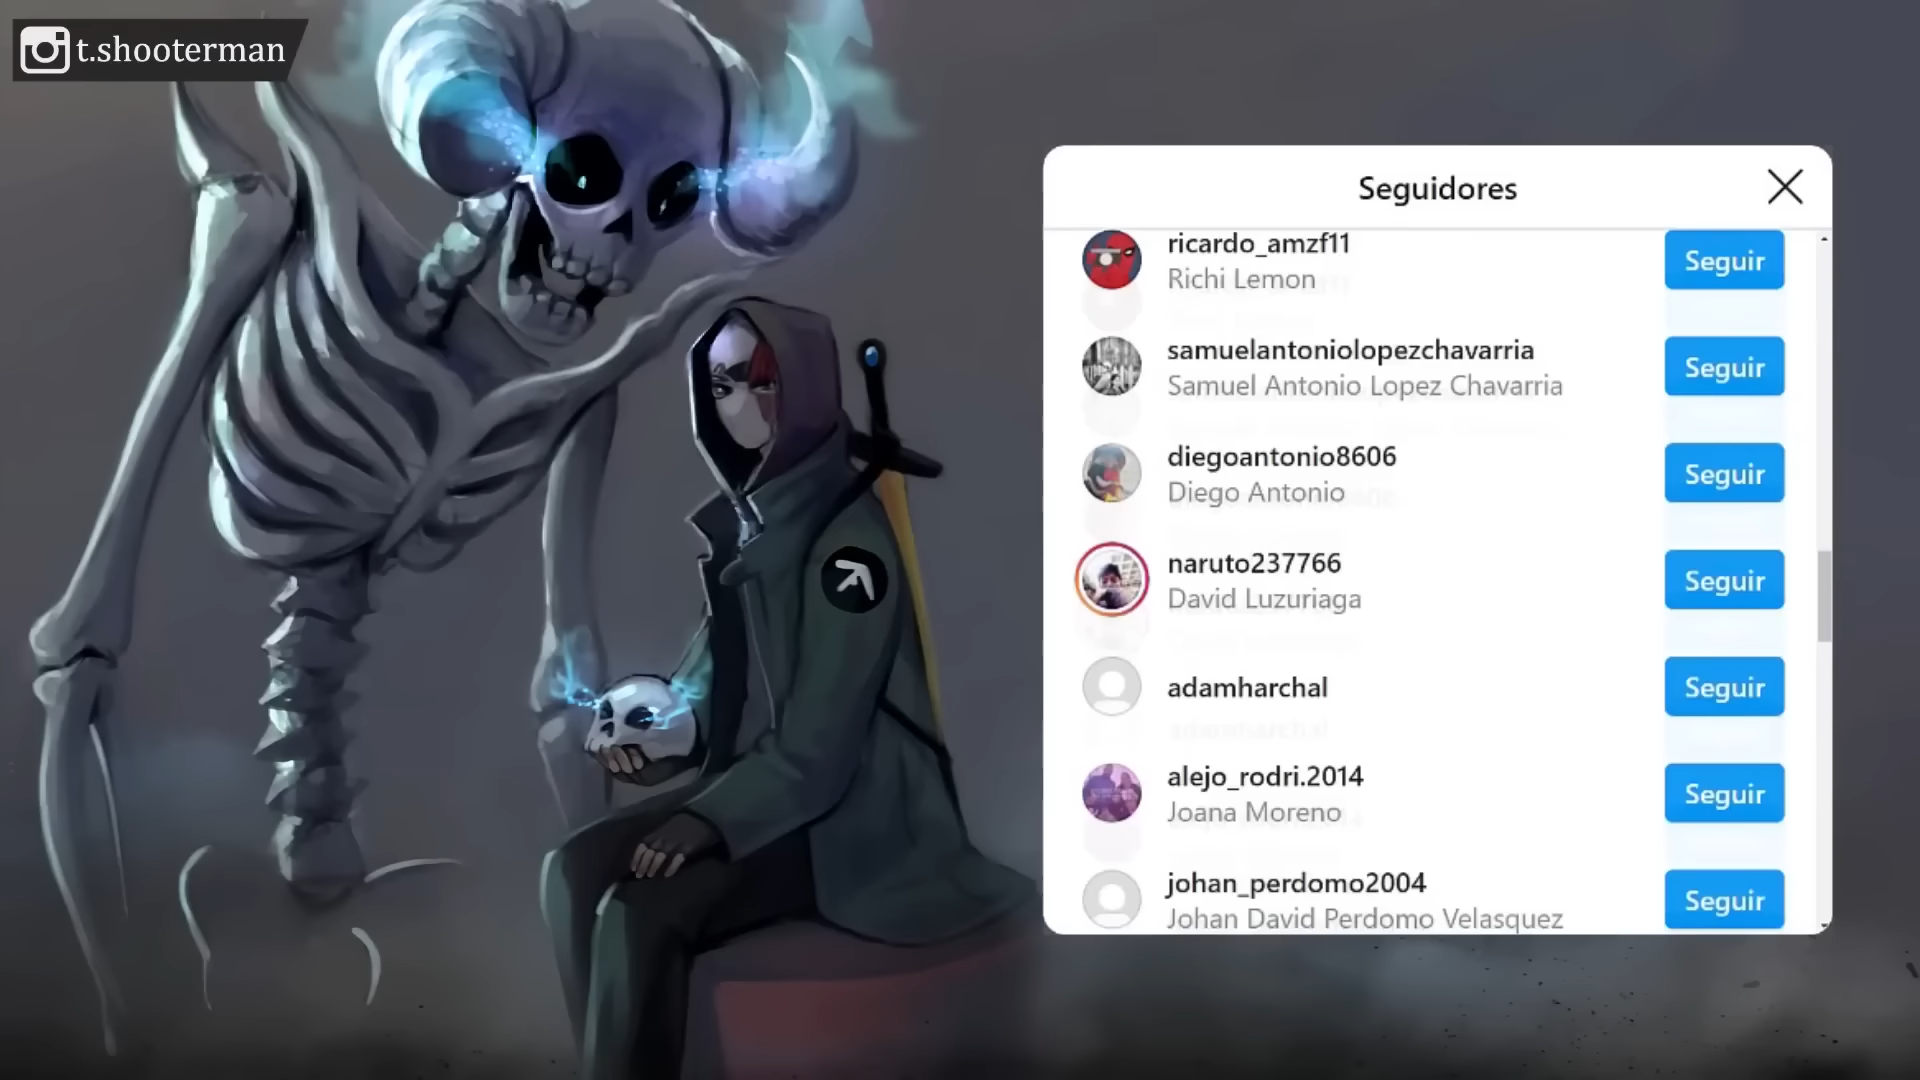 t.shooterman
Seguidores
ricardo_amzf11
Richi Lemon
Seguir
samuelantoniolopezchavarria
Samuel Antonio Lopez Chavarria
Seguir
diegoantonio8606
Diego Antonio
Seguir
naruto237766
David Luzuriaga
Seguir
adamharchal
Seguir
alejo_rodri.2014
Joana Moreno
Seguir
johan_perdomo2004
Johan David Perdomo Velasquez
Seguir